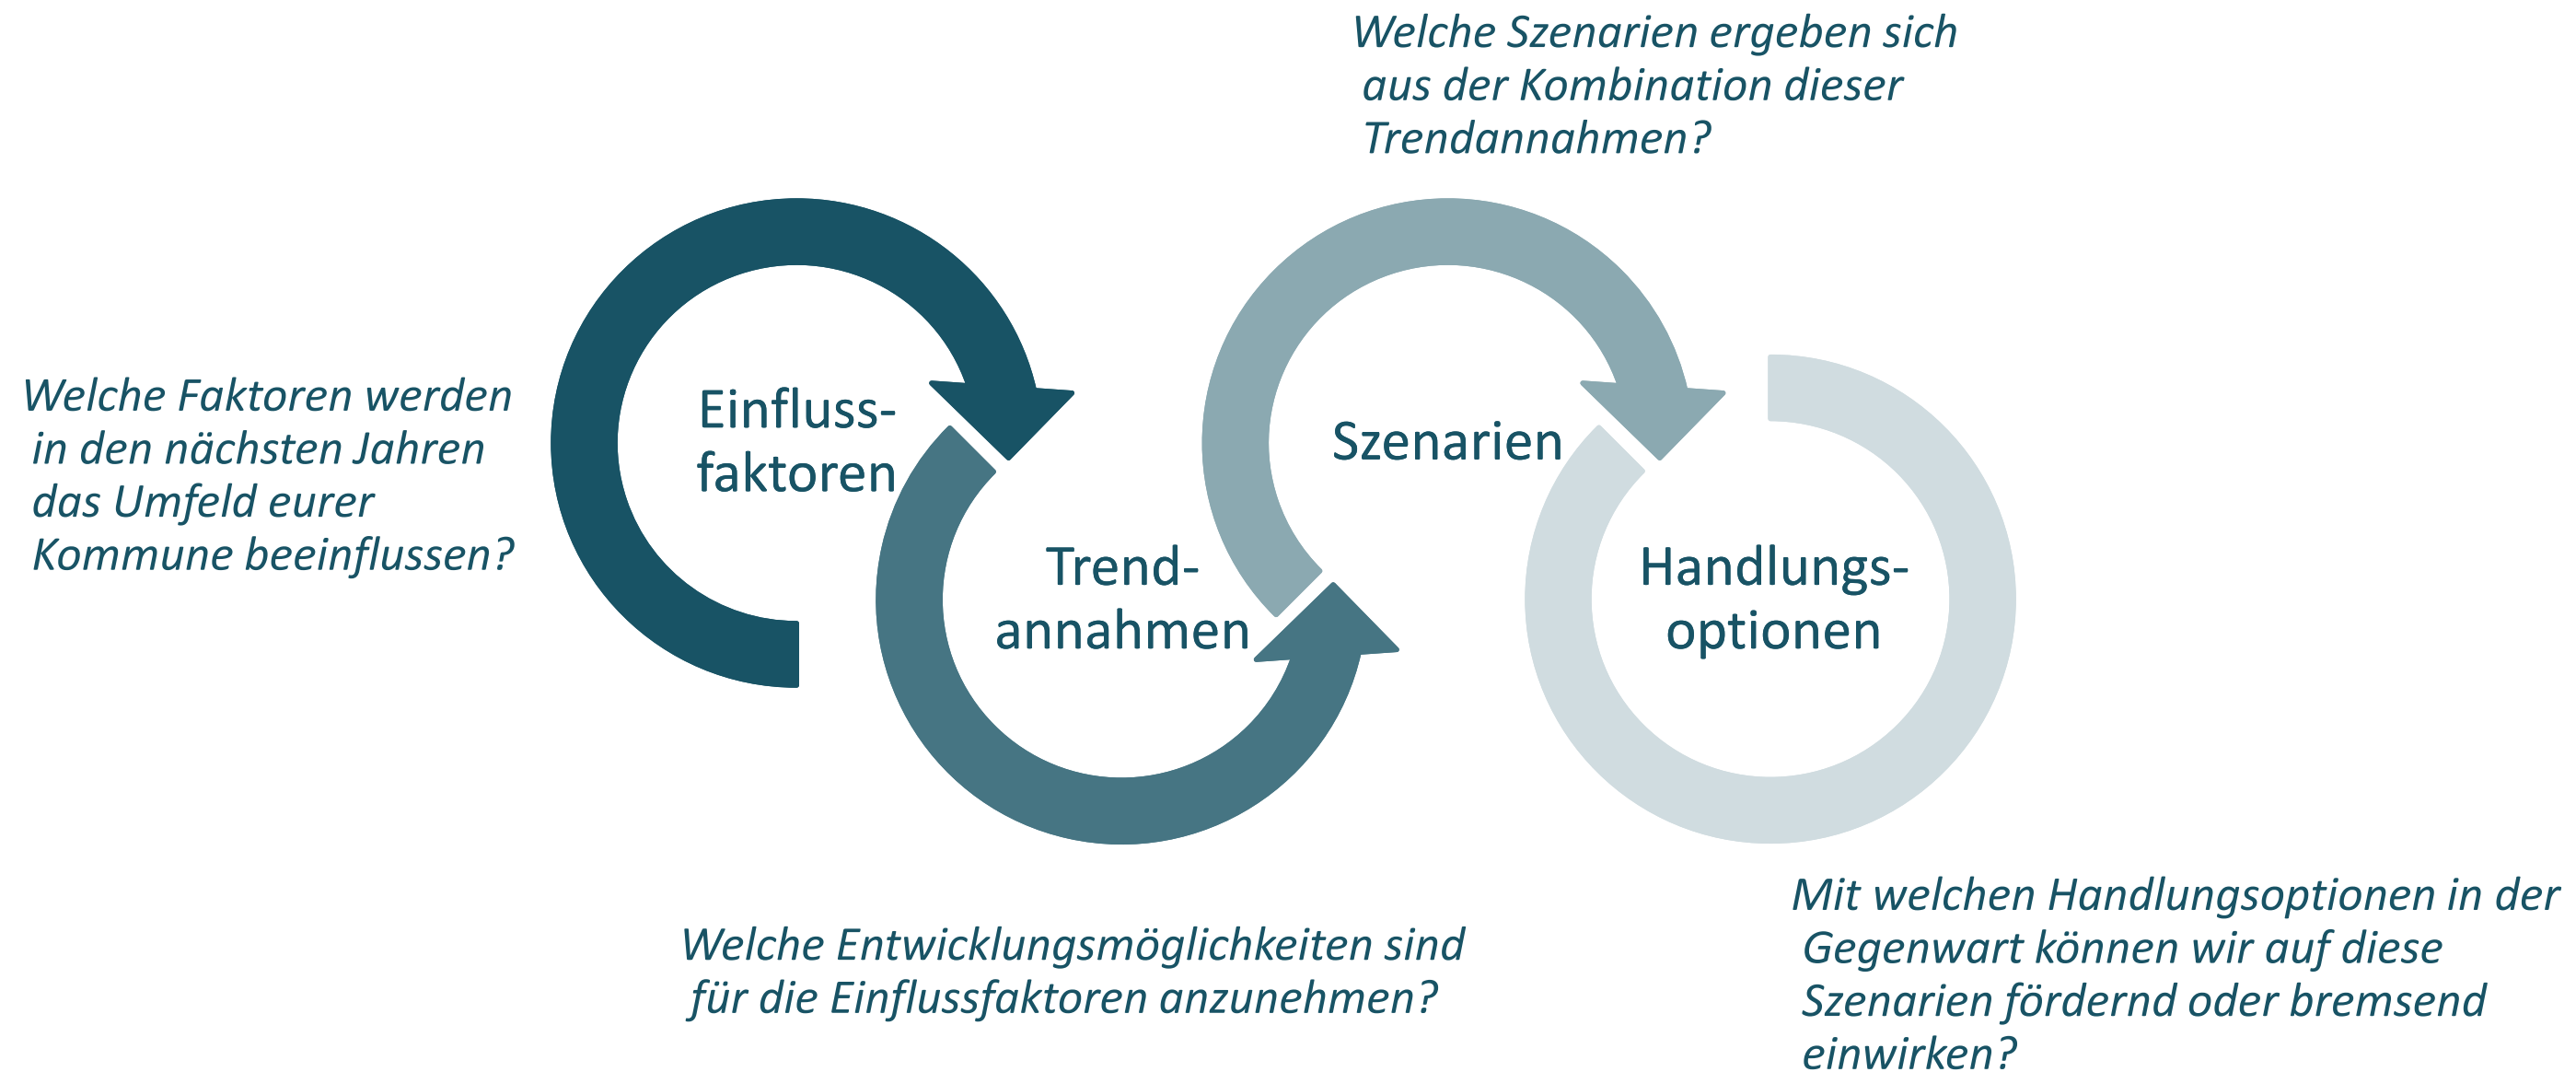 Welche Faktoren werden
in den nächsten Jahren
das Umfeld eurer
Kommune beeinflussen?
Einfluss-
faktoren
Welche Entwicklungsmöglichkeiten sind
für die Einflussfaktoren anzunehmen?
Trend-
annahmen
Welche Szenarien ergeben sich
aus der Kombination dieser
Trendannahmen?
Szenarien
Handlungs-
optionen
Mit welchen Handlungsoptionen in der
Gegenwart können wir auf diese
Szenarien fördernd oder bremsend
einwirken?